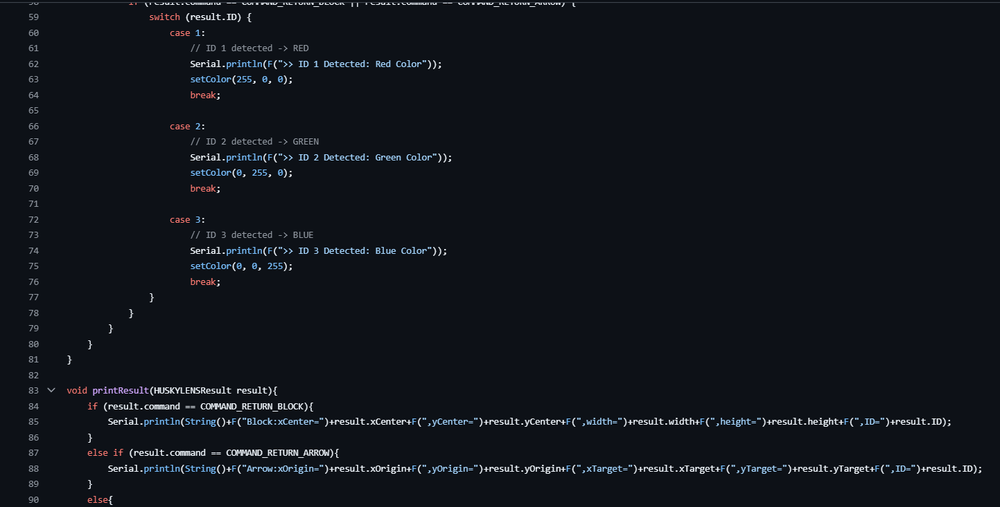 58 if (result.command == COMMAND_RETURN_BLOCK || result.command == COMMAND_RETURN_ARROW) {
59 switch (result.ID) {
60 case 1:
61 // ID 1 detected -> RED
62 Serial.println(F(">> ID 1 Detected: Red Color"));
63 setColor(255, 0, 0);
64 break;
65
66 case 2:
67 // ID 2 detected -> GREEN
68 Serial.println(F(">> ID 2 Detected: Green Color"));
69 setColor(0, 255, 0);
70 break;
71
72 case 3:
73 // ID 3 detected -> BLUE
74 Serial.println(F(">> ID 3 Detected: Blue Color"));
75 setColor(0, 0, 255);
76 break;
77 }
78 }
79 }
80 }
81 }
82
83 void printResult(HUSKYLENSResult result){
84 if (result.command == COMMAND_RETURN_BLOCK){
85 Serial.println(String()+F("Block:xCenter=")+result.xCenter+F(",yCenter=")+result.yCenter+F(",width=")+result.width+F(",height=")+result.height+F(",ID=")+result.ID);
86 }
87 else if (result.command == COMMAND_RETURN_ARROW){
88 Serial.println(String()+F("Arrow:xOrigin=")+result.xOrigin+F(",yOrigin=")+result.yOrigin+F(",xTarget=")+result.xTarget+F(",yTarget=")+result.yTarget+F(",ID=")+result.ID);
89 }
90 else{